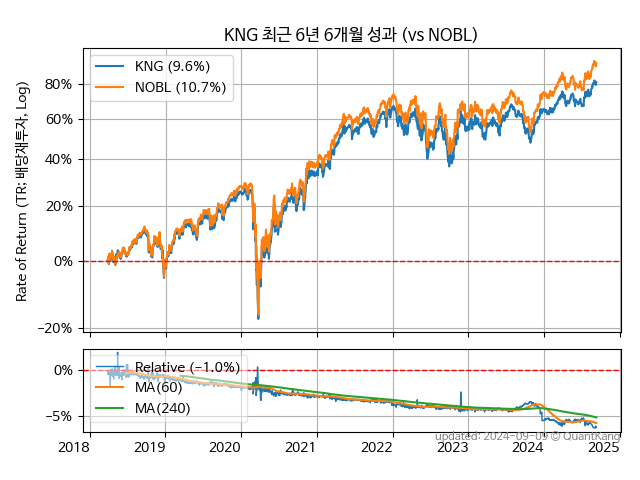 KNG 최근 6년 6개월 성과 (vs NOBL)
KNG (9.6%)
NOBL (10.7%)
Rate of Return (TR; 배당재투자, Log)
80%
60%
40%
20%
0%
−20%
Relative (−1.0%)
MA(60)
MA(240)
0%
−5%
updated: 2024-09-09 © QuantKang
2018 2019 2020 2021 2022 2023 2024 2025